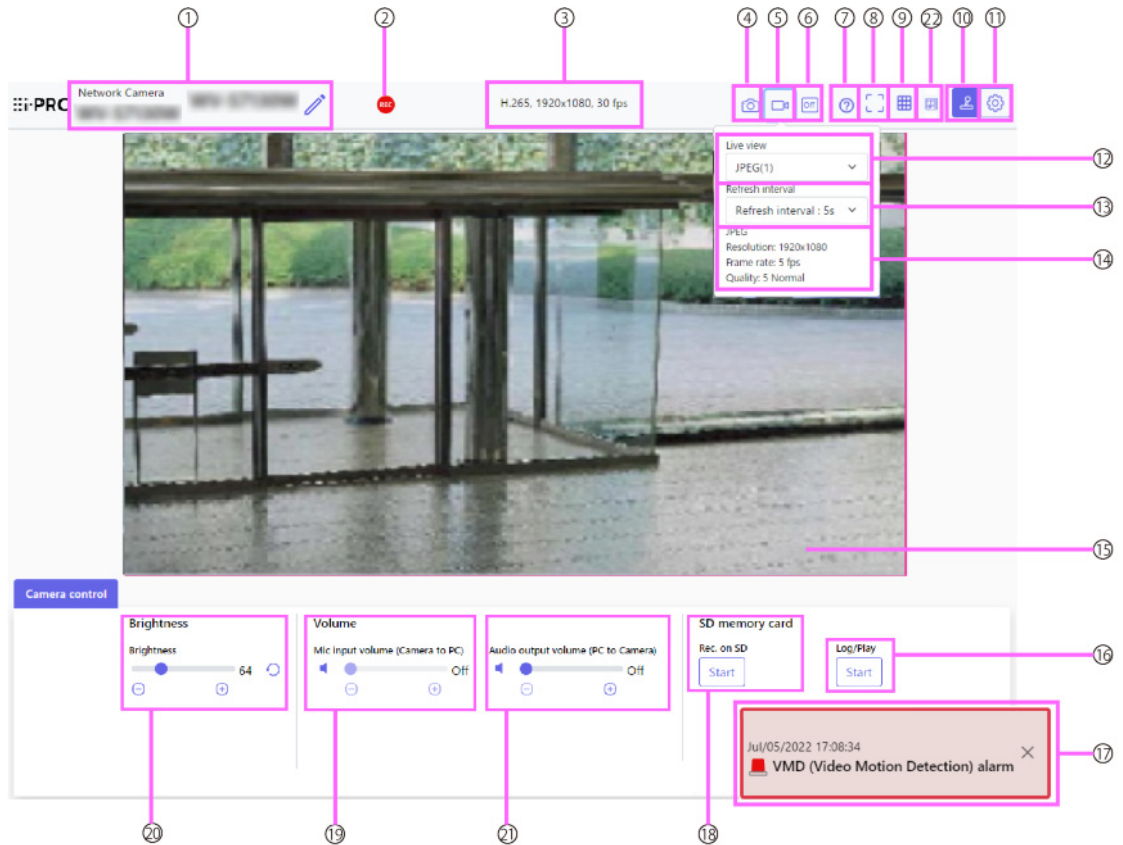 ① ② ③ ④ ⑤ ⑥ ⑦ ⑧ ⑨ ㉒ ⑩ ⑪
Network Camera
i-PRO
REC
H.265, 1920x1080, 30 fps
Off
Live view
JPEG(1)
⑫
Refresh interval
Refresh interval : 5s
⑬
JPEG
Resolution: 1920x1080
Frame rate: 5 fps
Quality: 5 Normal
⑭
⑮
Camera control
Brightness
Volume
SD memory card
Brightness
Mic input volume (Camera to PC)
Audio output volume (PC to Camera)
Rec. on SD
Log/Play
⑯
64
Off
Off
Start
Start
Jul/05/2022 17:08:34
VMD (Video Motion Detection) alarm
⑰
⑳ ⑲ ㉑ ⑱